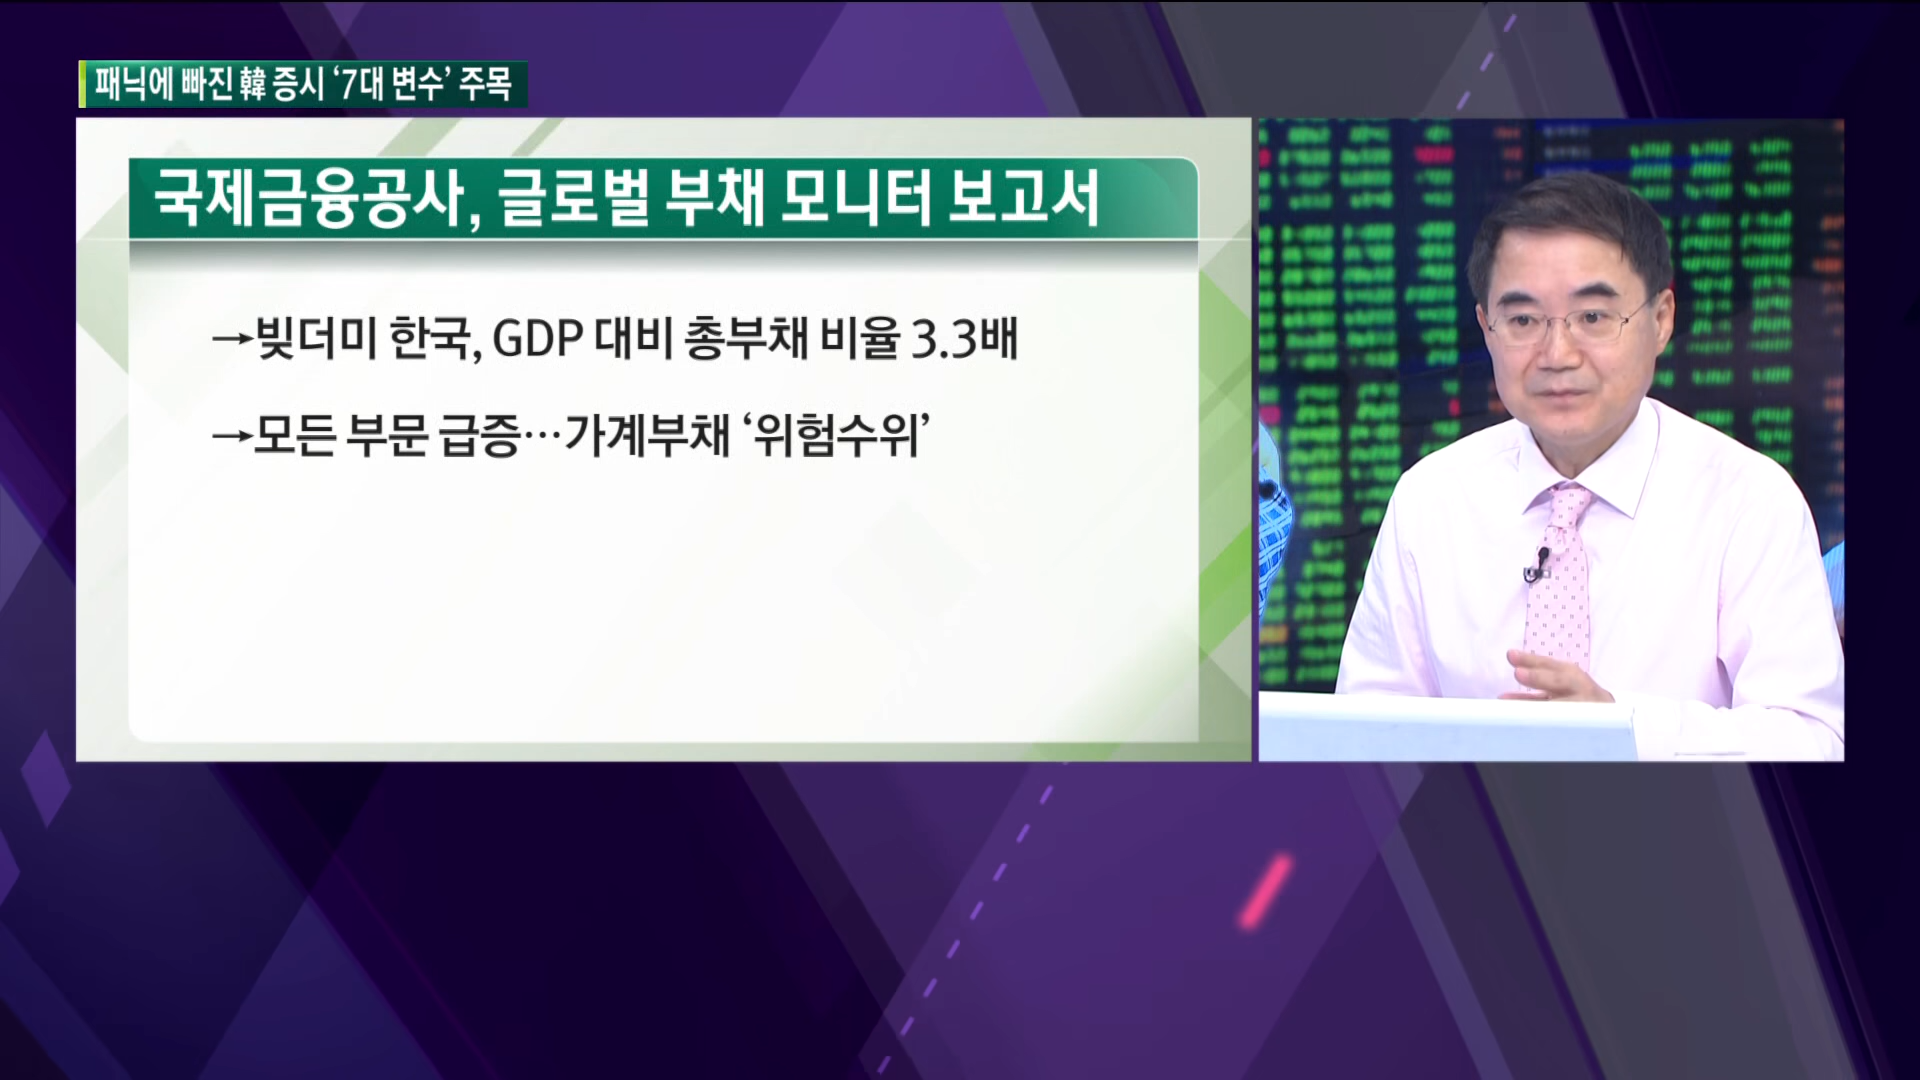 패닉에 빠진 韓 증시 ‘7대 변수’ 주목
국제금융공사, 글로벌 부채 모니터 보고서
→빚더미 한국, GDP 대비 총부채 비율 3.3배
→모든 부문 급증…가계부채 ‘위험수위’